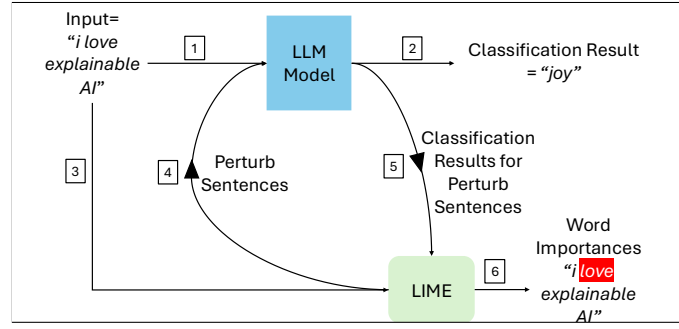 Input=
“i love
explainable
AI”
1
LLM
Model
2
Classification Result
= “joy”
3
4
Perturb
Sentences
5
Classification
Results for
Perturb
Sentences
LIME
6
Word
Importances
“i love
explainable
AI”